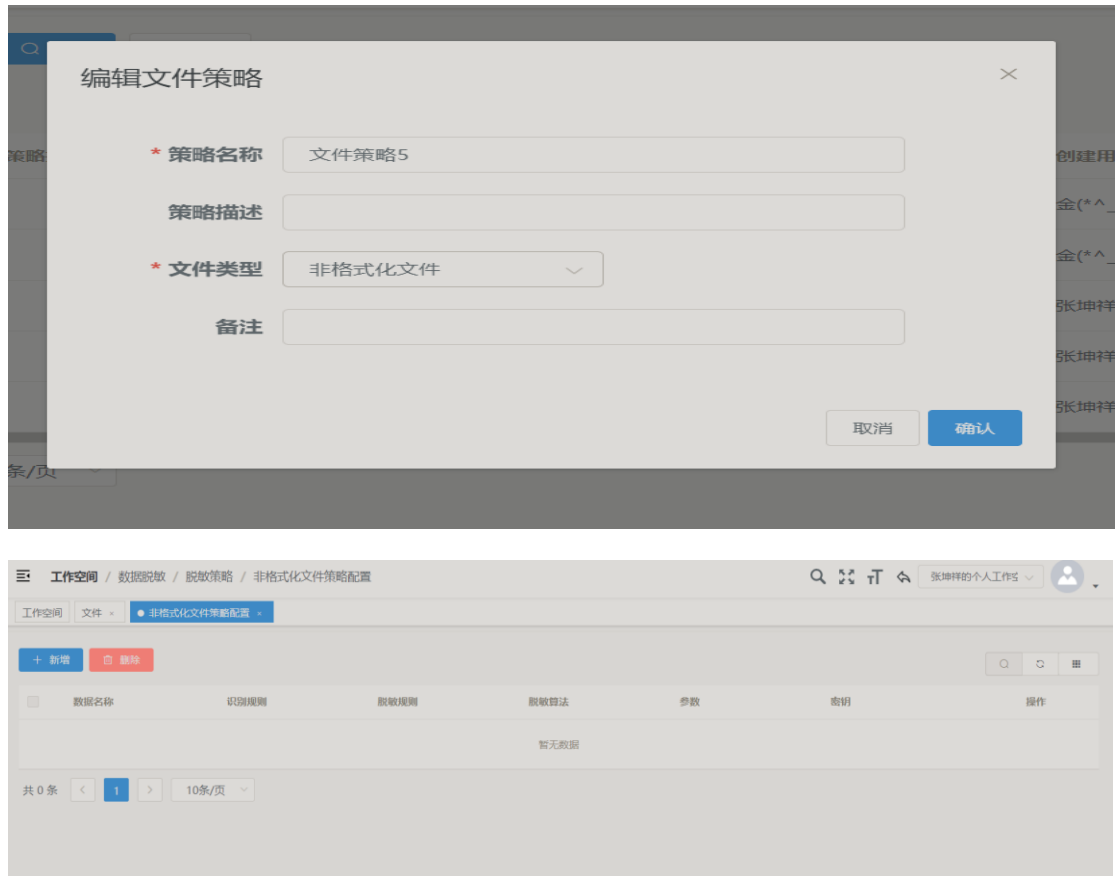 编辑文件策略
策略
创建用
* 策略名称 文件策略5
金(*^_
策略描述
金(*^_
* 文件类型 非格式化文件
张坤祥
备注
张坤祥
张坤祥
取消 确认
条/页
工作空间 / 数据脱敏 / 脱敏策略 / 非格式化文件策略配置 张坤祥的个人工作空
工作空间 文件 × 非格式化文件策略配置 ×
+ 新增 删除
数据名称 识别规则 脱敏规则 脱敏算法 参数 密钥 操作
暂无数据
共 0 条 < 1 > 10条/页